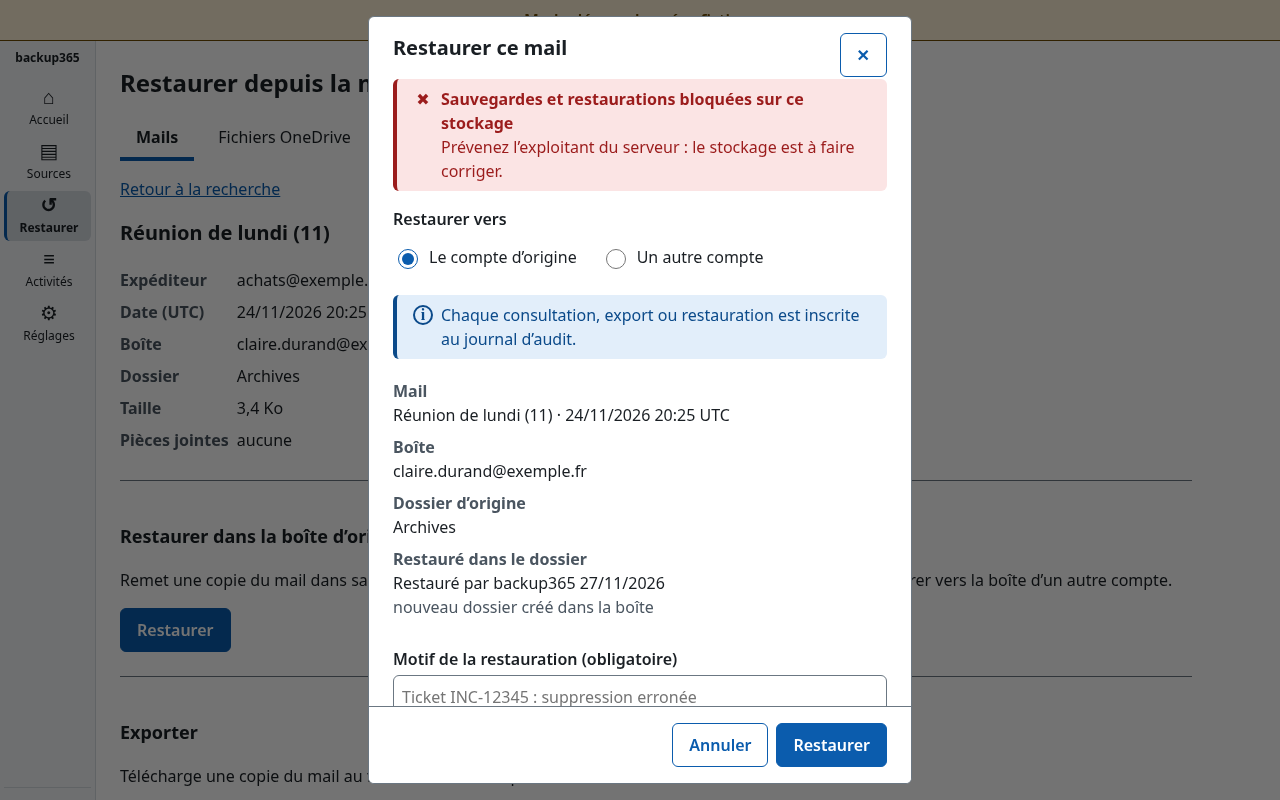 backup365
Accueil
Sources
Restaurer
Activités
Réglages
Restaurer depuis la
Mails
Fichiers OneDrive
Retour à la recherche
Réunion de lundi (11)
Expéditeur achats@exemple.
Date (UTC) 24/11/2026 20:25
Boîte claire.durand@ex
Dossier Archives
Taille 3,4 Ko
Pièces jointes aucune
Restaurer dans la boîte d’ori
Remet une copie du mail dans sa
rer vers la boîte d’un autre compte.
Restaurer
Exporter
Télécharge une copie du mail au
Restaurer ce mail
×
✖ Sauvegardes et restaurations bloquées sur ce
stockage
Prévenez l’exploitant du serveur : le stockage est à faire
corriger.
Restaurer vers
Le compte d’origine
Un autre compte
Chaque consultation, export ou restauration est inscrite
au journal d’audit.
Mail
Réunion de lundi (11) · 24/11/2026 20:25 UTC
Boîte
claire.durand@exemple.fr
Dossier d’origine
Archives
Restauré dans le dossier
Restauré par backup365 27/11/2026
nouveau dossier créé dans la boîte
Motif de la restauration (obligatoire)
Ticket INC-12345 : suppression erronée
Annuler
Restaurer